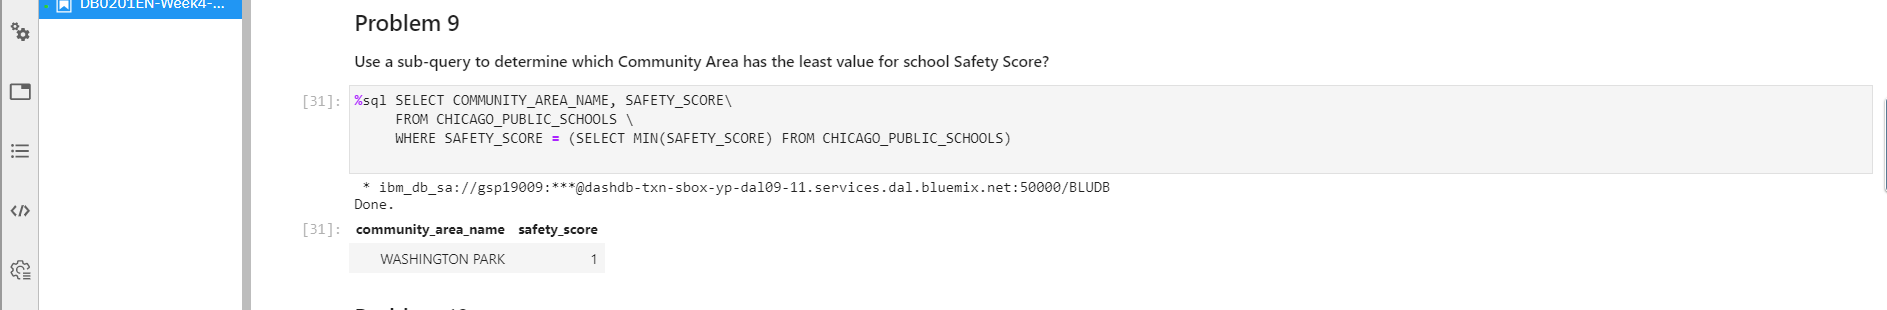 DB0201EN-Week4-...
Problem 9
Use a sub-query to determine which Community Area has the least value for school Safety Score?
[31]: %sql SELECT COMMUNITY_AREA_NAME, SAFETY_SCORE\
FROM CHICAGO_PUBLIC_SCHOOLS \
WHERE SAFETY_SCORE = (SELECT MIN(SAFETY_SCORE) FROM CHICAGO_PUBLIC_SCHOOLS)
* ibm_db_sa://gsp19009:***@dashdb-txn-sbox-yp-dal09-11.services.dal.bluemix.net:50000/BLUDB
Done.
[31]: community_area_name safety_score
WASHINGTON PARK 1